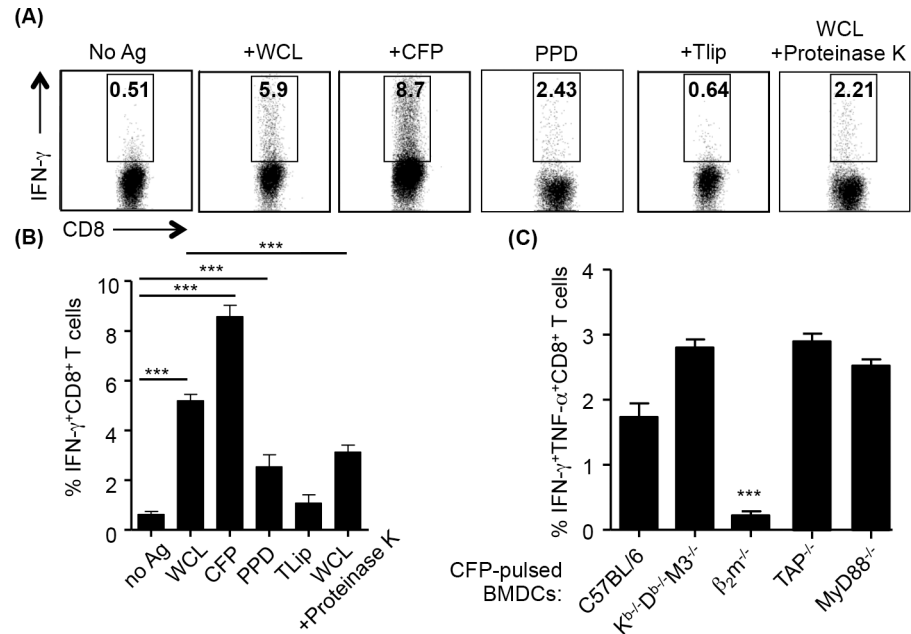 (A)
No Ag
+WCL
+CFP
PPD
+Tlip
WCL
+Proteinase K
0.51
5.9
8.7
2.43
0.64
2.21
IFN-γ
CD8
(B)
% IFN-γ⁺CD8⁺ T cells
10
8
6
4
2
0
***
***
***
***
no Ag
WCL
CFP
PPD
TLip
WCL
+Proteinase K
(C)
% IFN-γ⁺TNF-α⁺CD8⁺ T cells
4
3
2
1
0
***
CFP-pulsed
BMDCs:
C57BL/6
Kᵇ⁻/⁻Dᵇ⁻/⁻M3⁻/⁻
β₂m⁻/⁻
TAP⁻/⁻
MyD88⁻/⁻